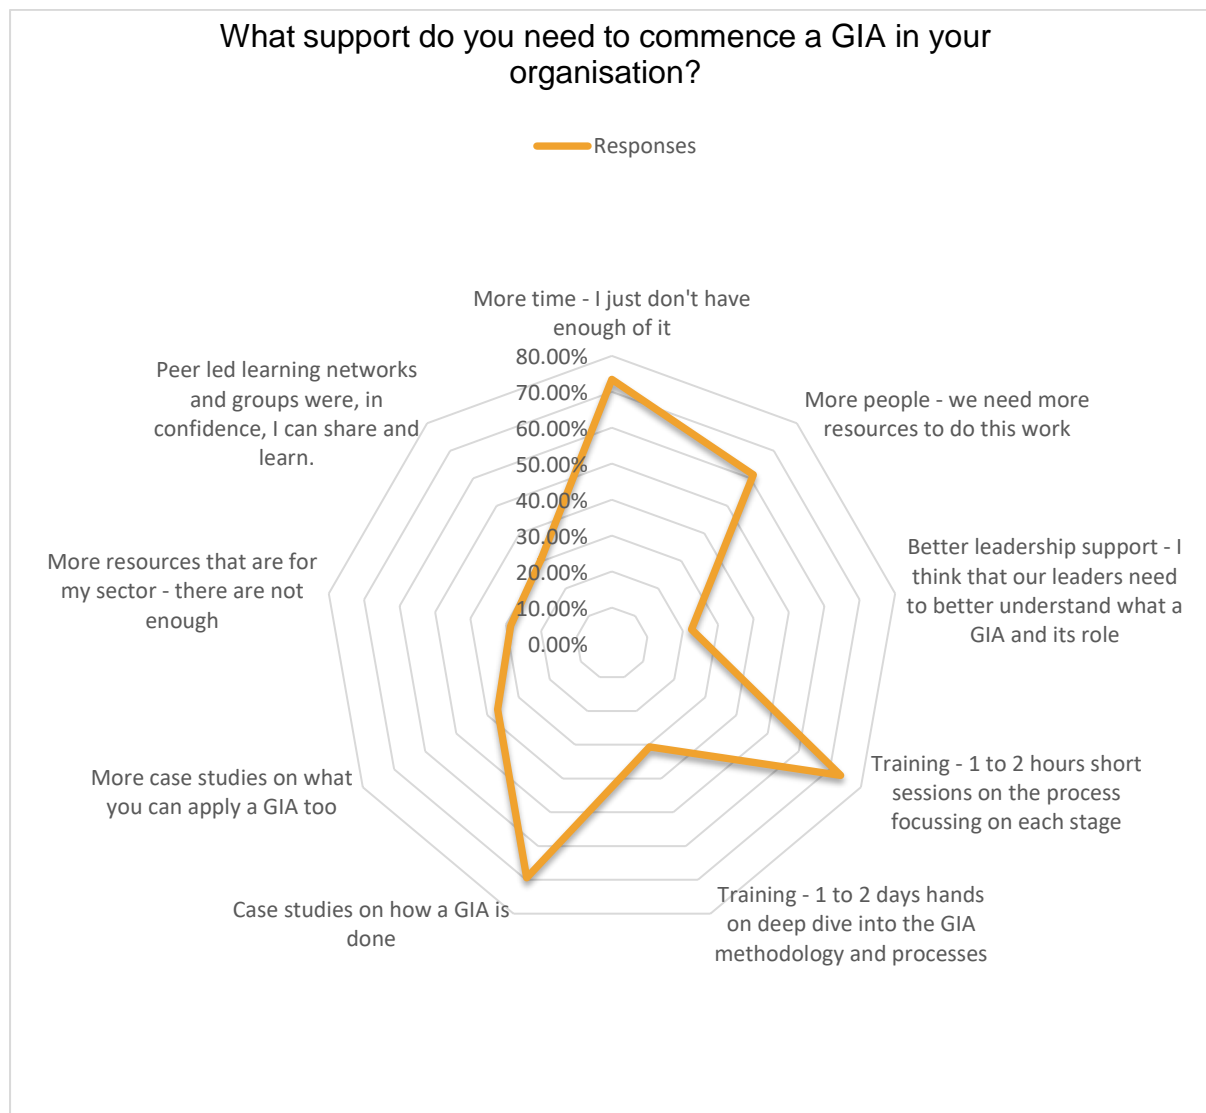 What support do you need to commence a GIA in your
organisation?
Responses
More time - I just don't have
enough of it
More people - we need more
resources to do this work
Better leadership support - I
think that our leaders need
to better understand what a
GIA and its role
Training - 1 to 2 hours short
sessions on the process
focussing on each stage
Training - 1 to 2 days hands
on deep dive into the GIA
methodology and processes
Case studies on how a GIA is
done
More case studies on what
you can apply a GIA too
More resources that are for
my sector - there are not
enough
Peer led learning networks
and groups were, in
confidence, I can share and
learn.
80.00%
70.00%
60.00%
50.00%
40.00%
30.00%
20.00%
10.00%
0.00%